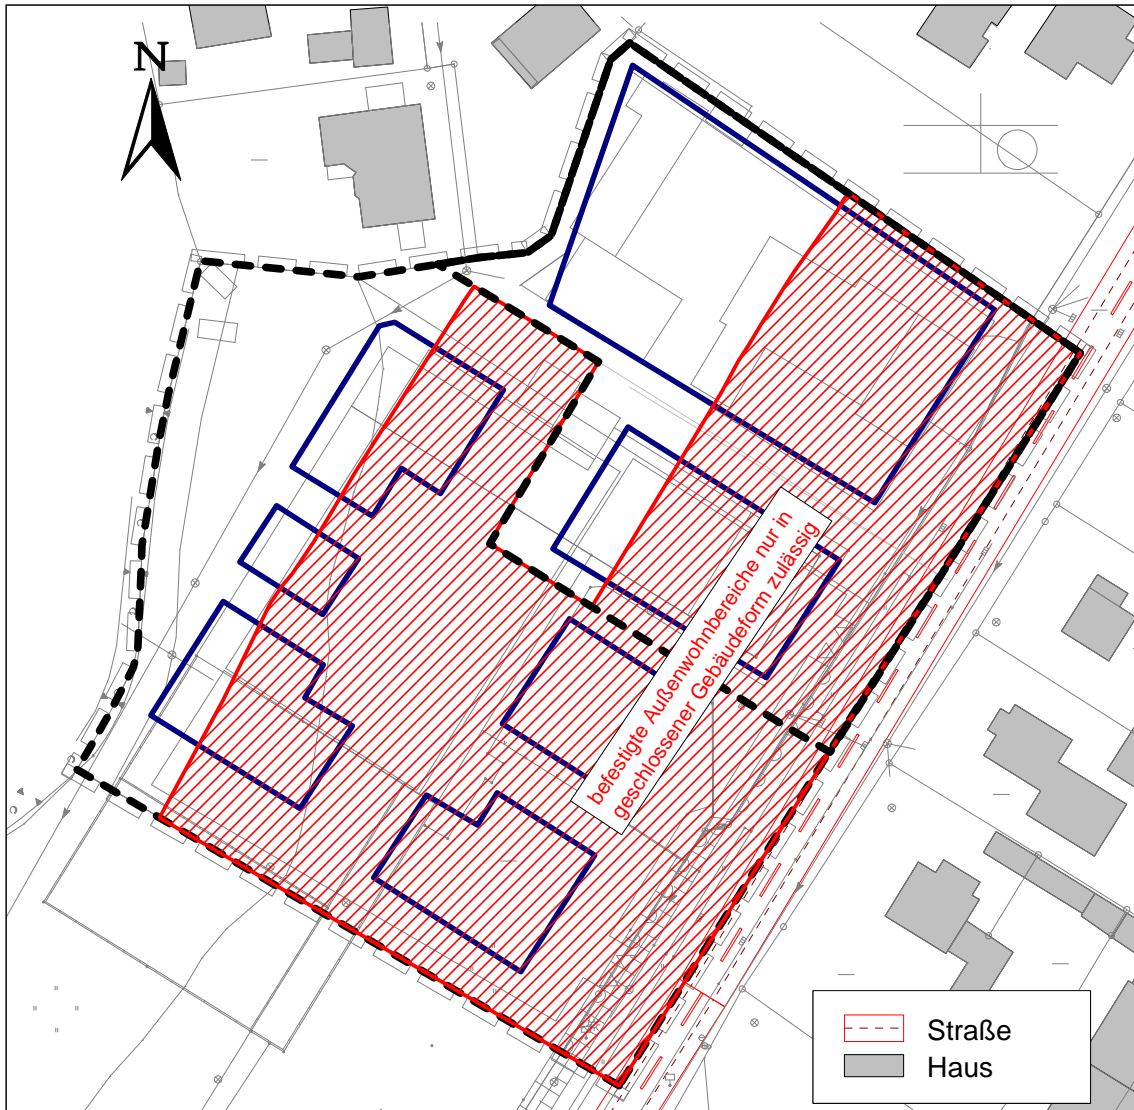 N
befestigte Außenwohnbereiche nur in
geschlossener Gebäudeform zulässig
Straße
Haus